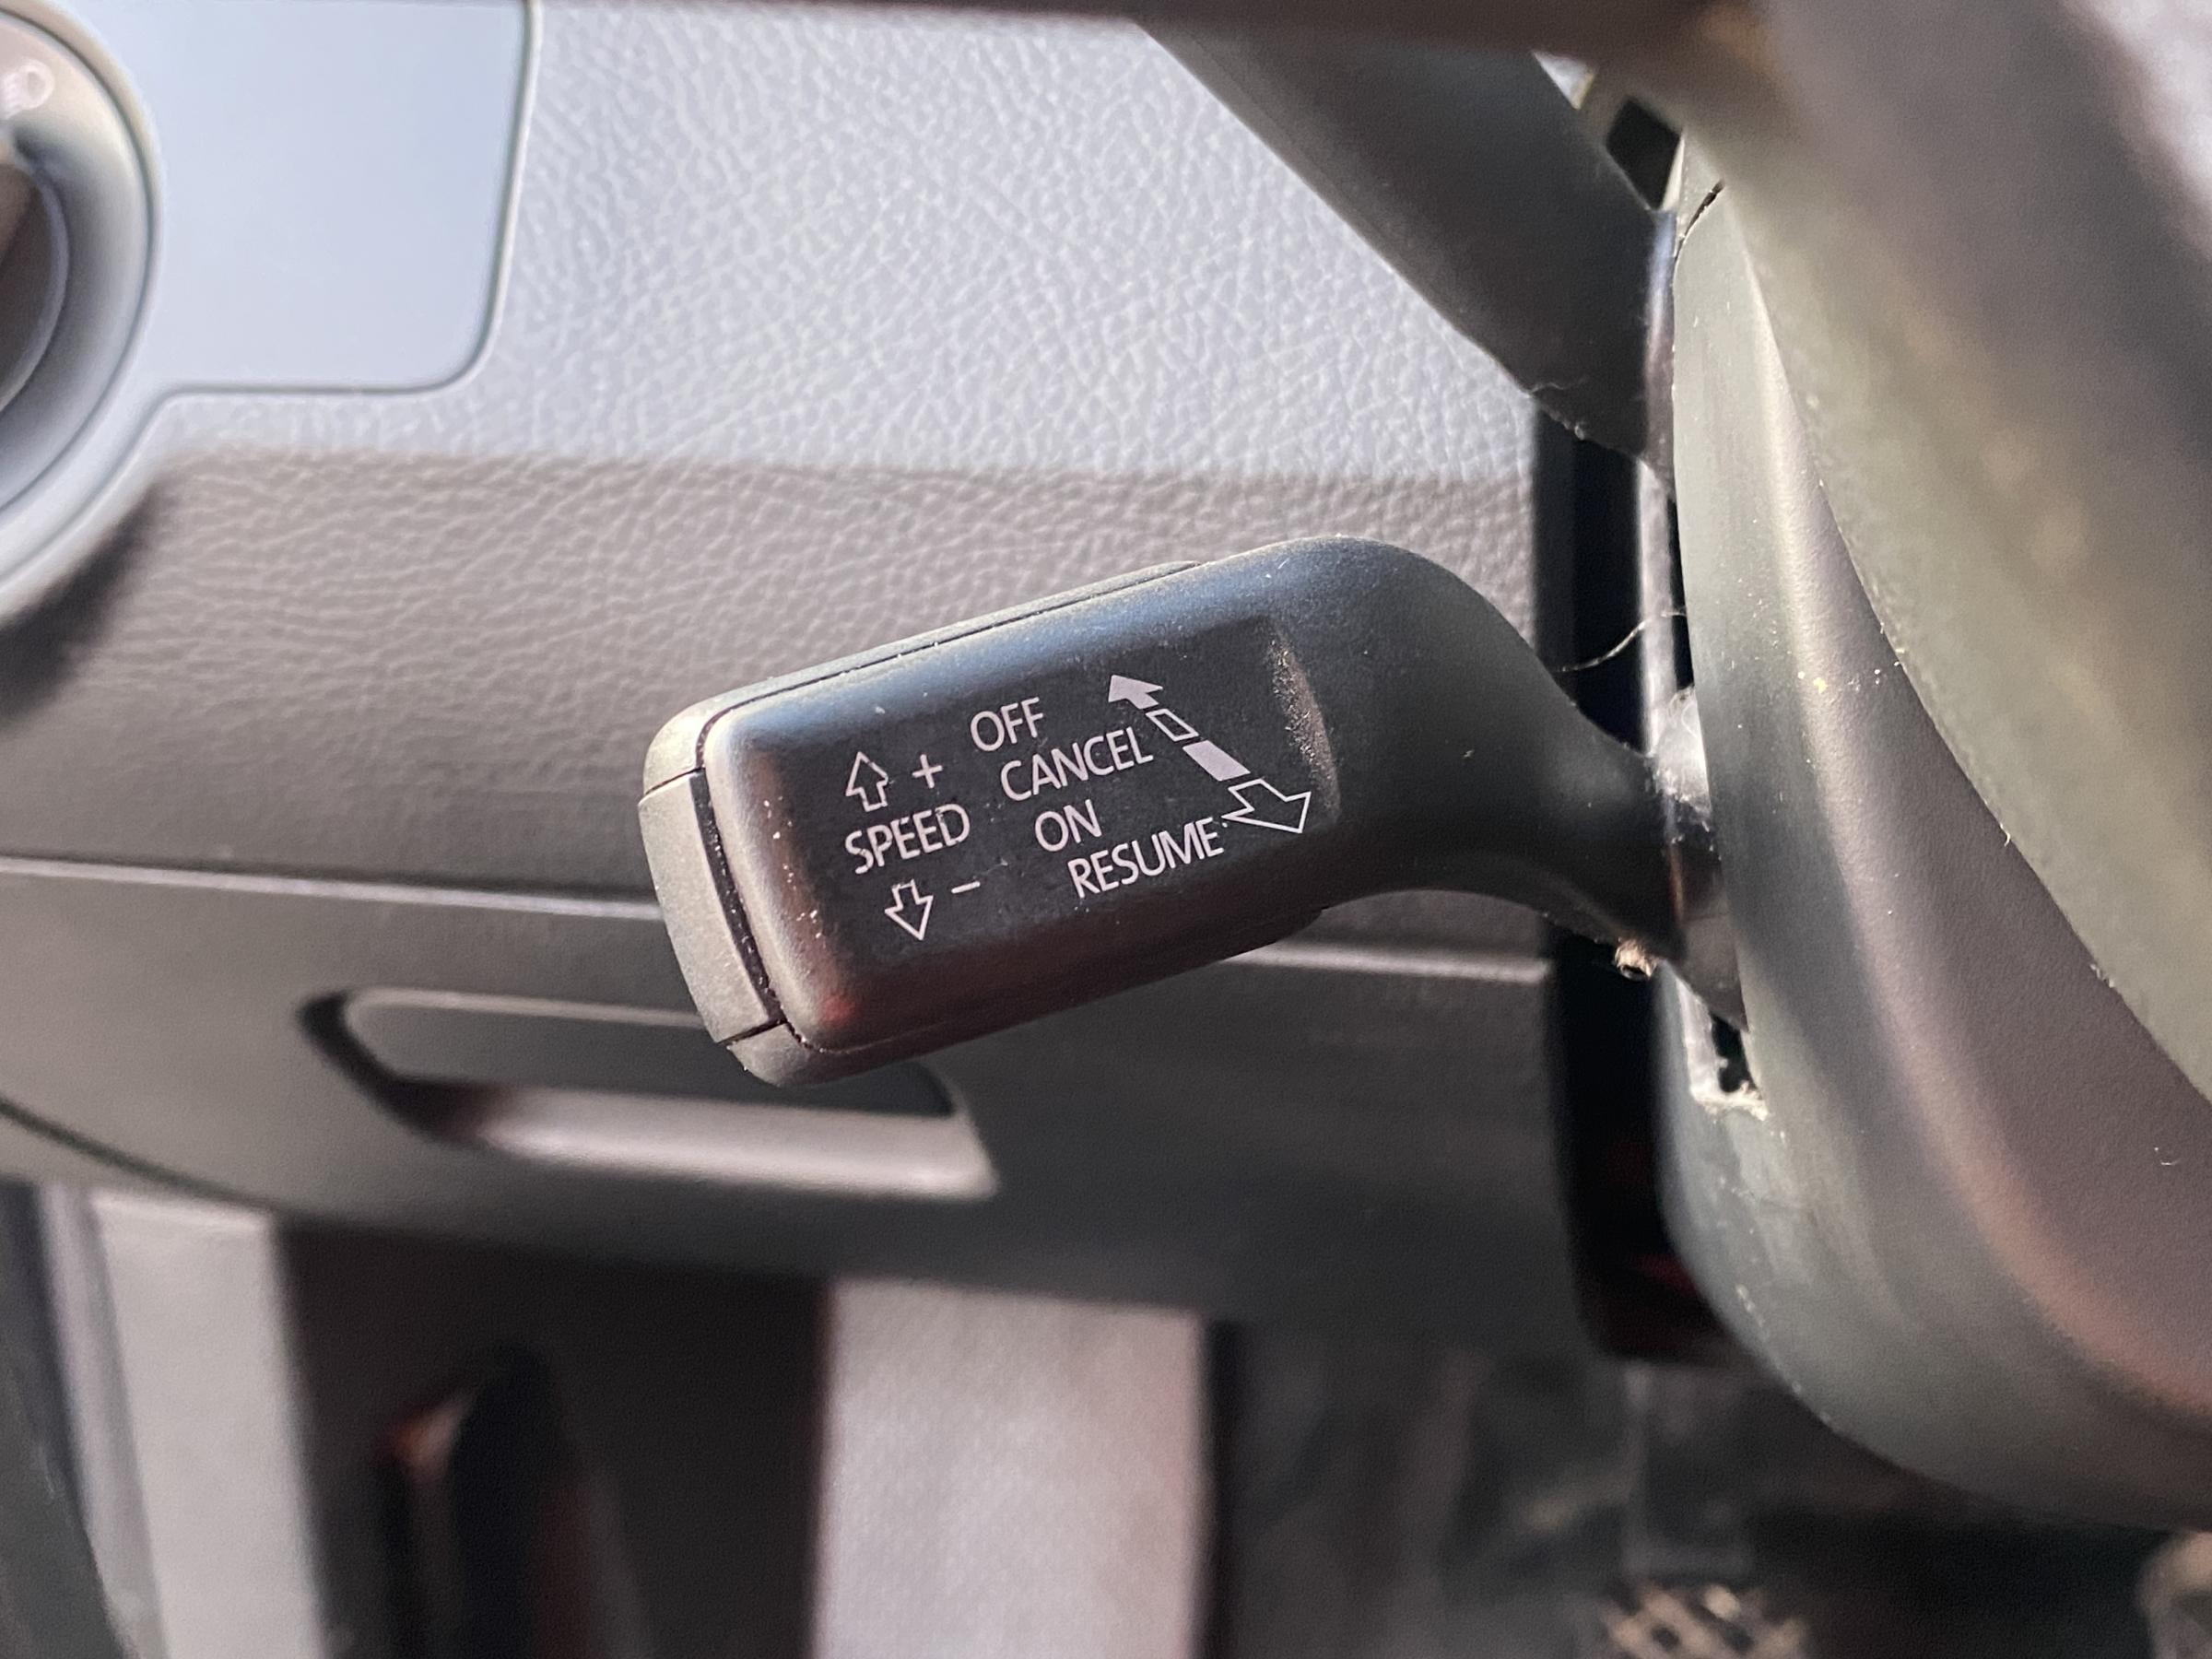 +
SPEED
−
OFF
CANCEL
ON
RESUME